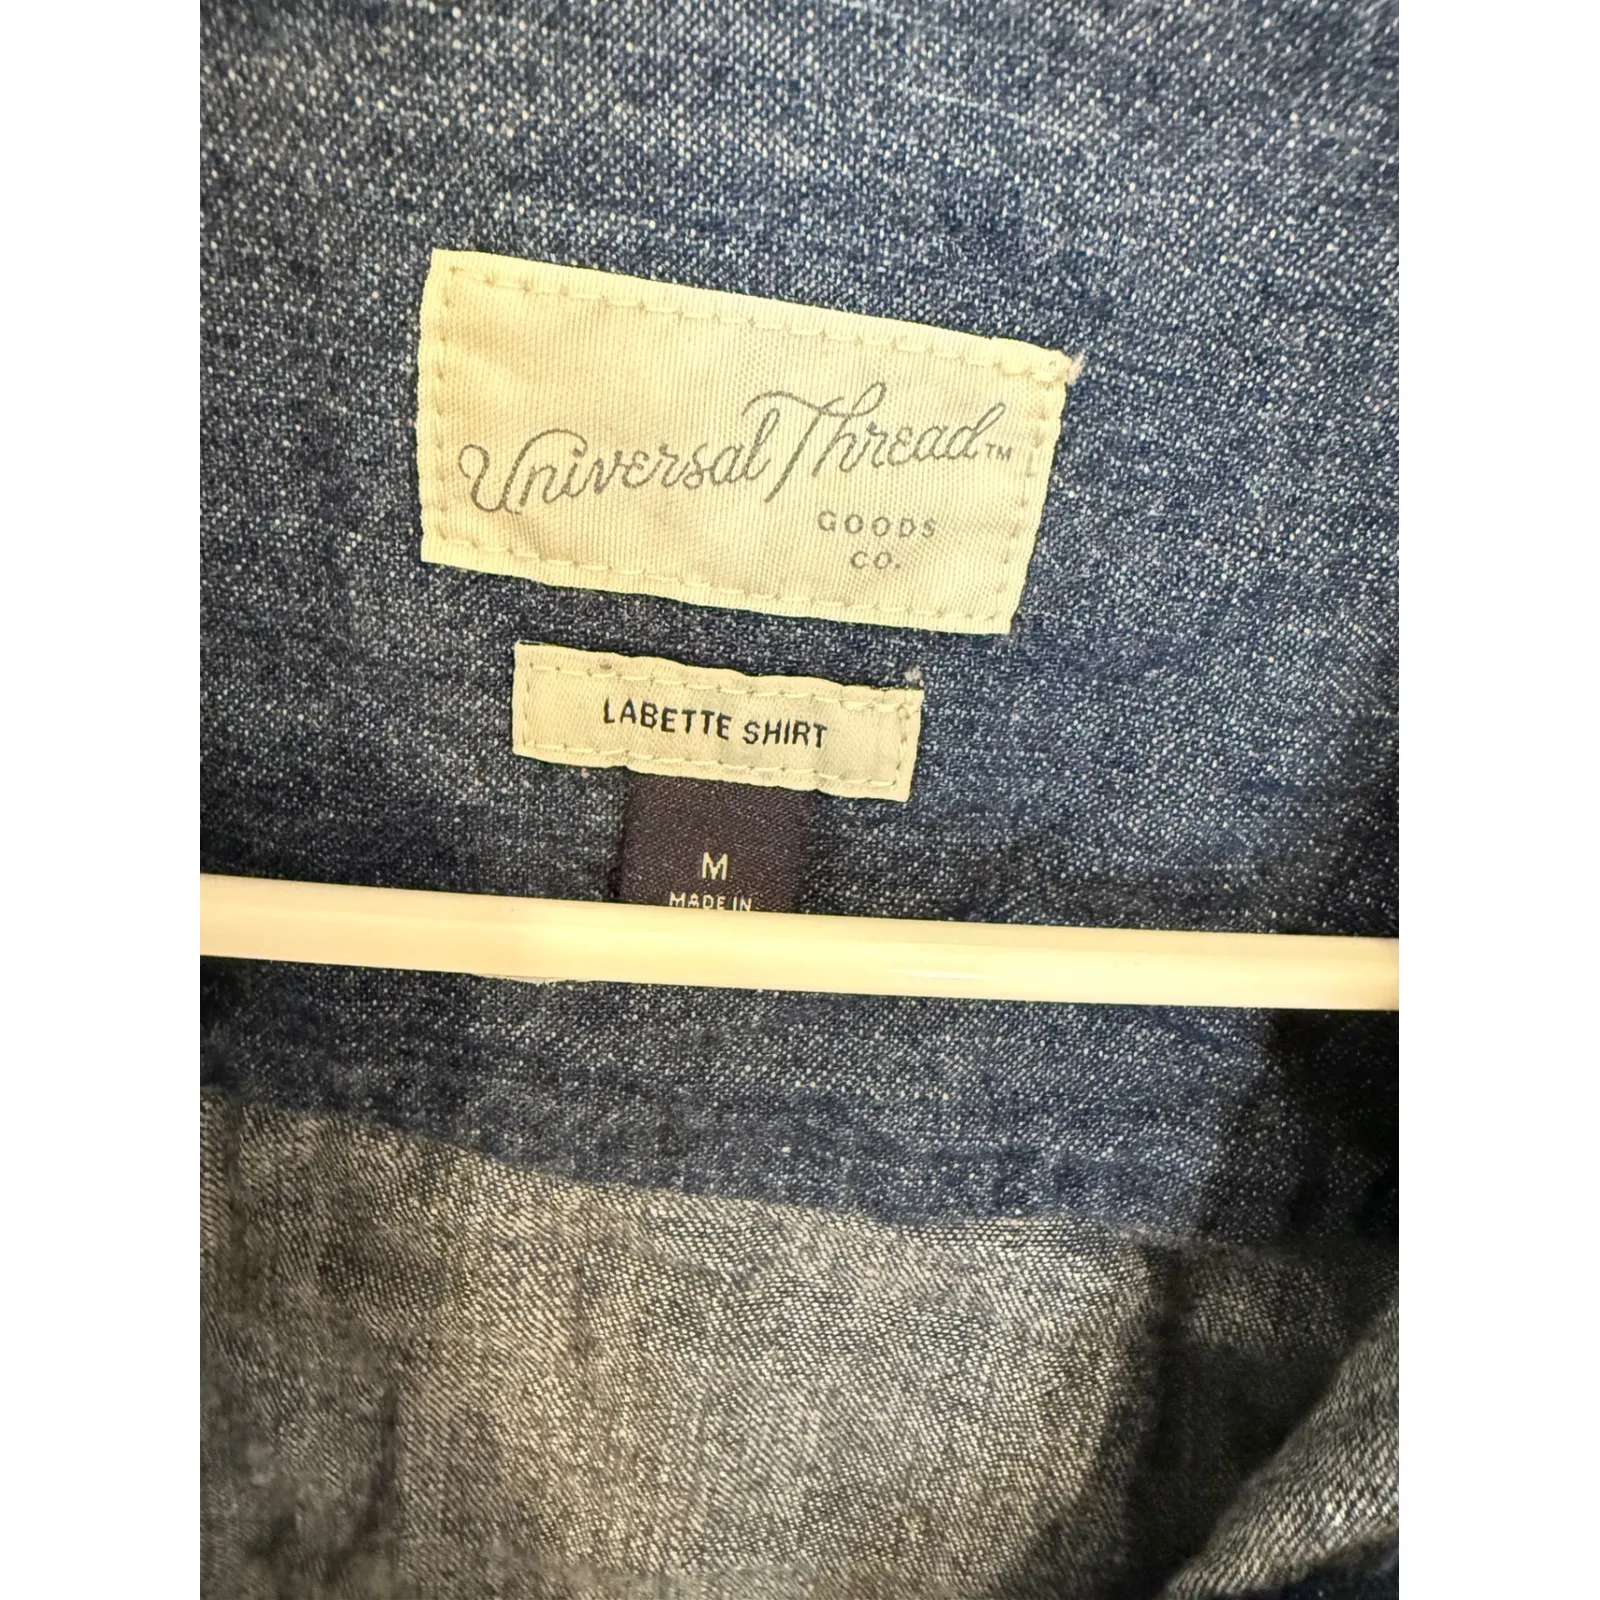 Universal Thread™
GOODS
CO.
LABETTE SHIRT
M
MADE IN